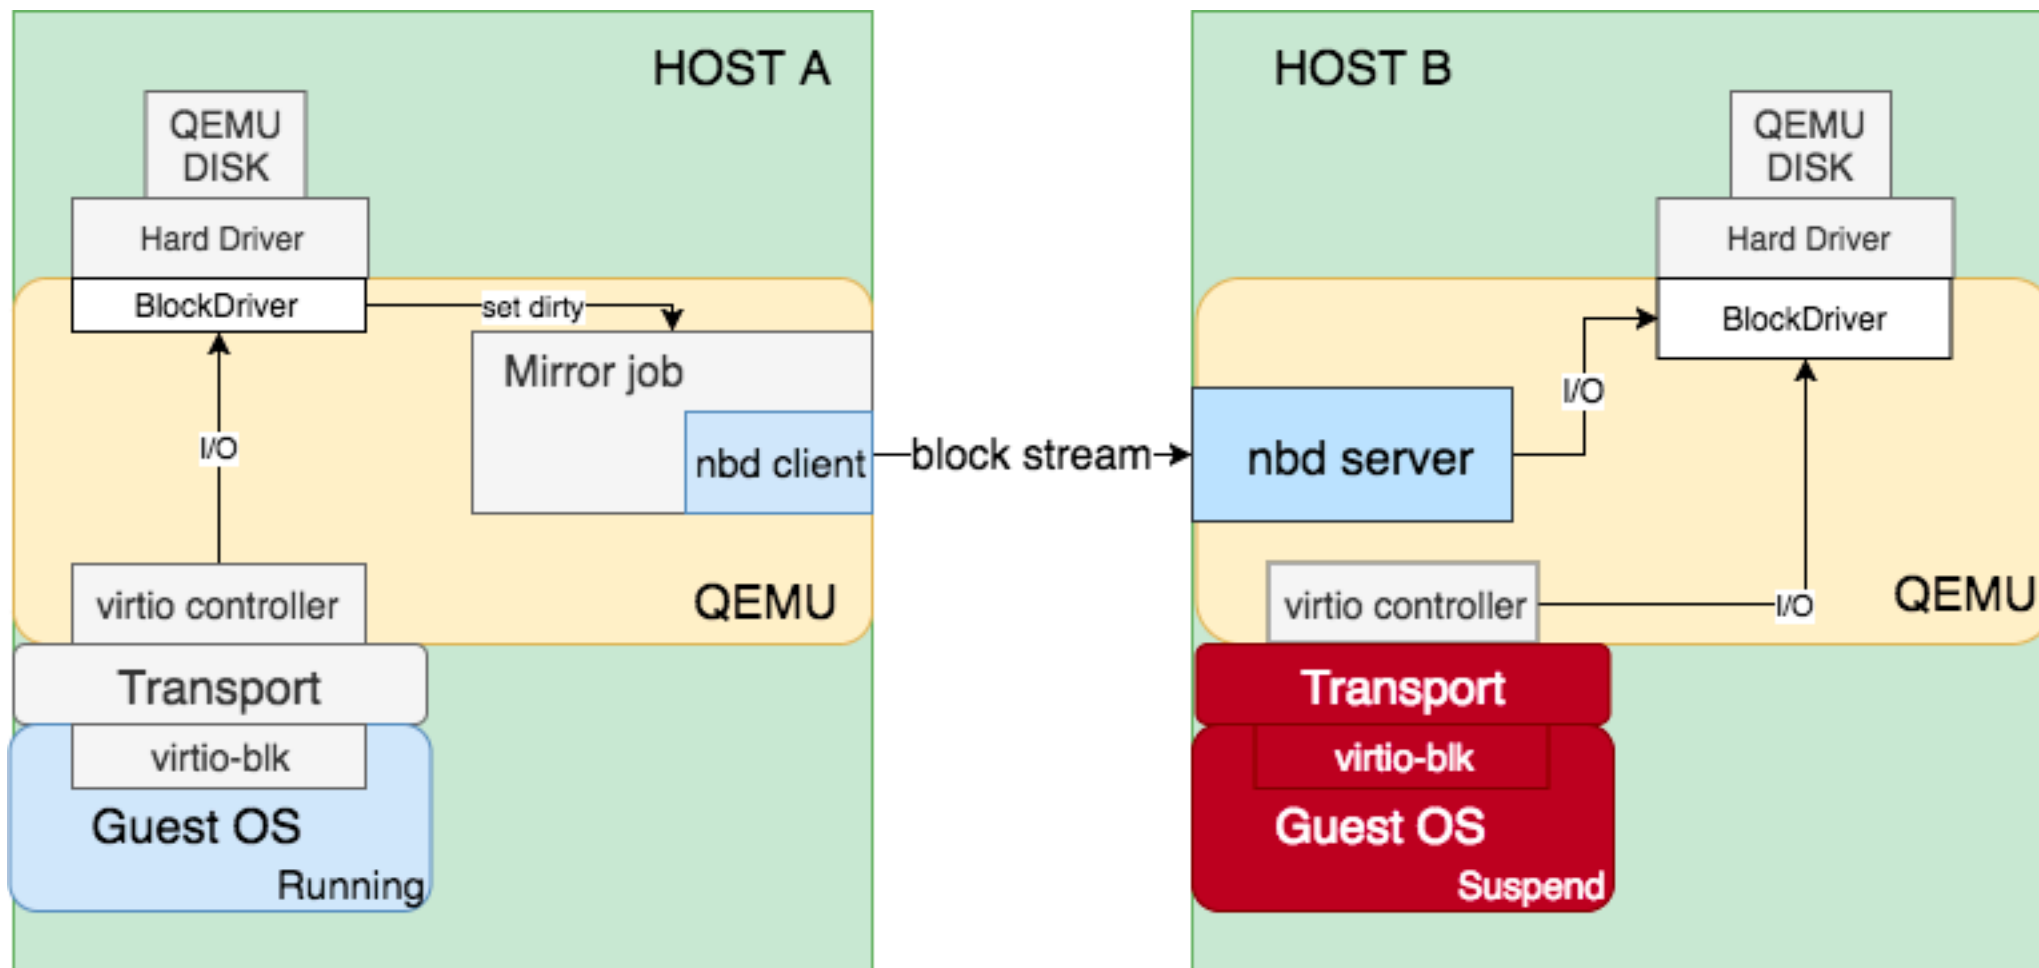 HOST A
QEMU
DISK
Hard Driver
BlockDriver
set dirty
Mirror job
I/O
nbd client
virtio controller
QEMU
Transport
virtio-blk
Guest OS
Running
block stream
HOST B
QEMU
DISK
Hard Driver
BlockDriver
I/O
nbd server
virtio controller
I/O
QEMU
Transport
virtio-blk
Guest OS
Suspend